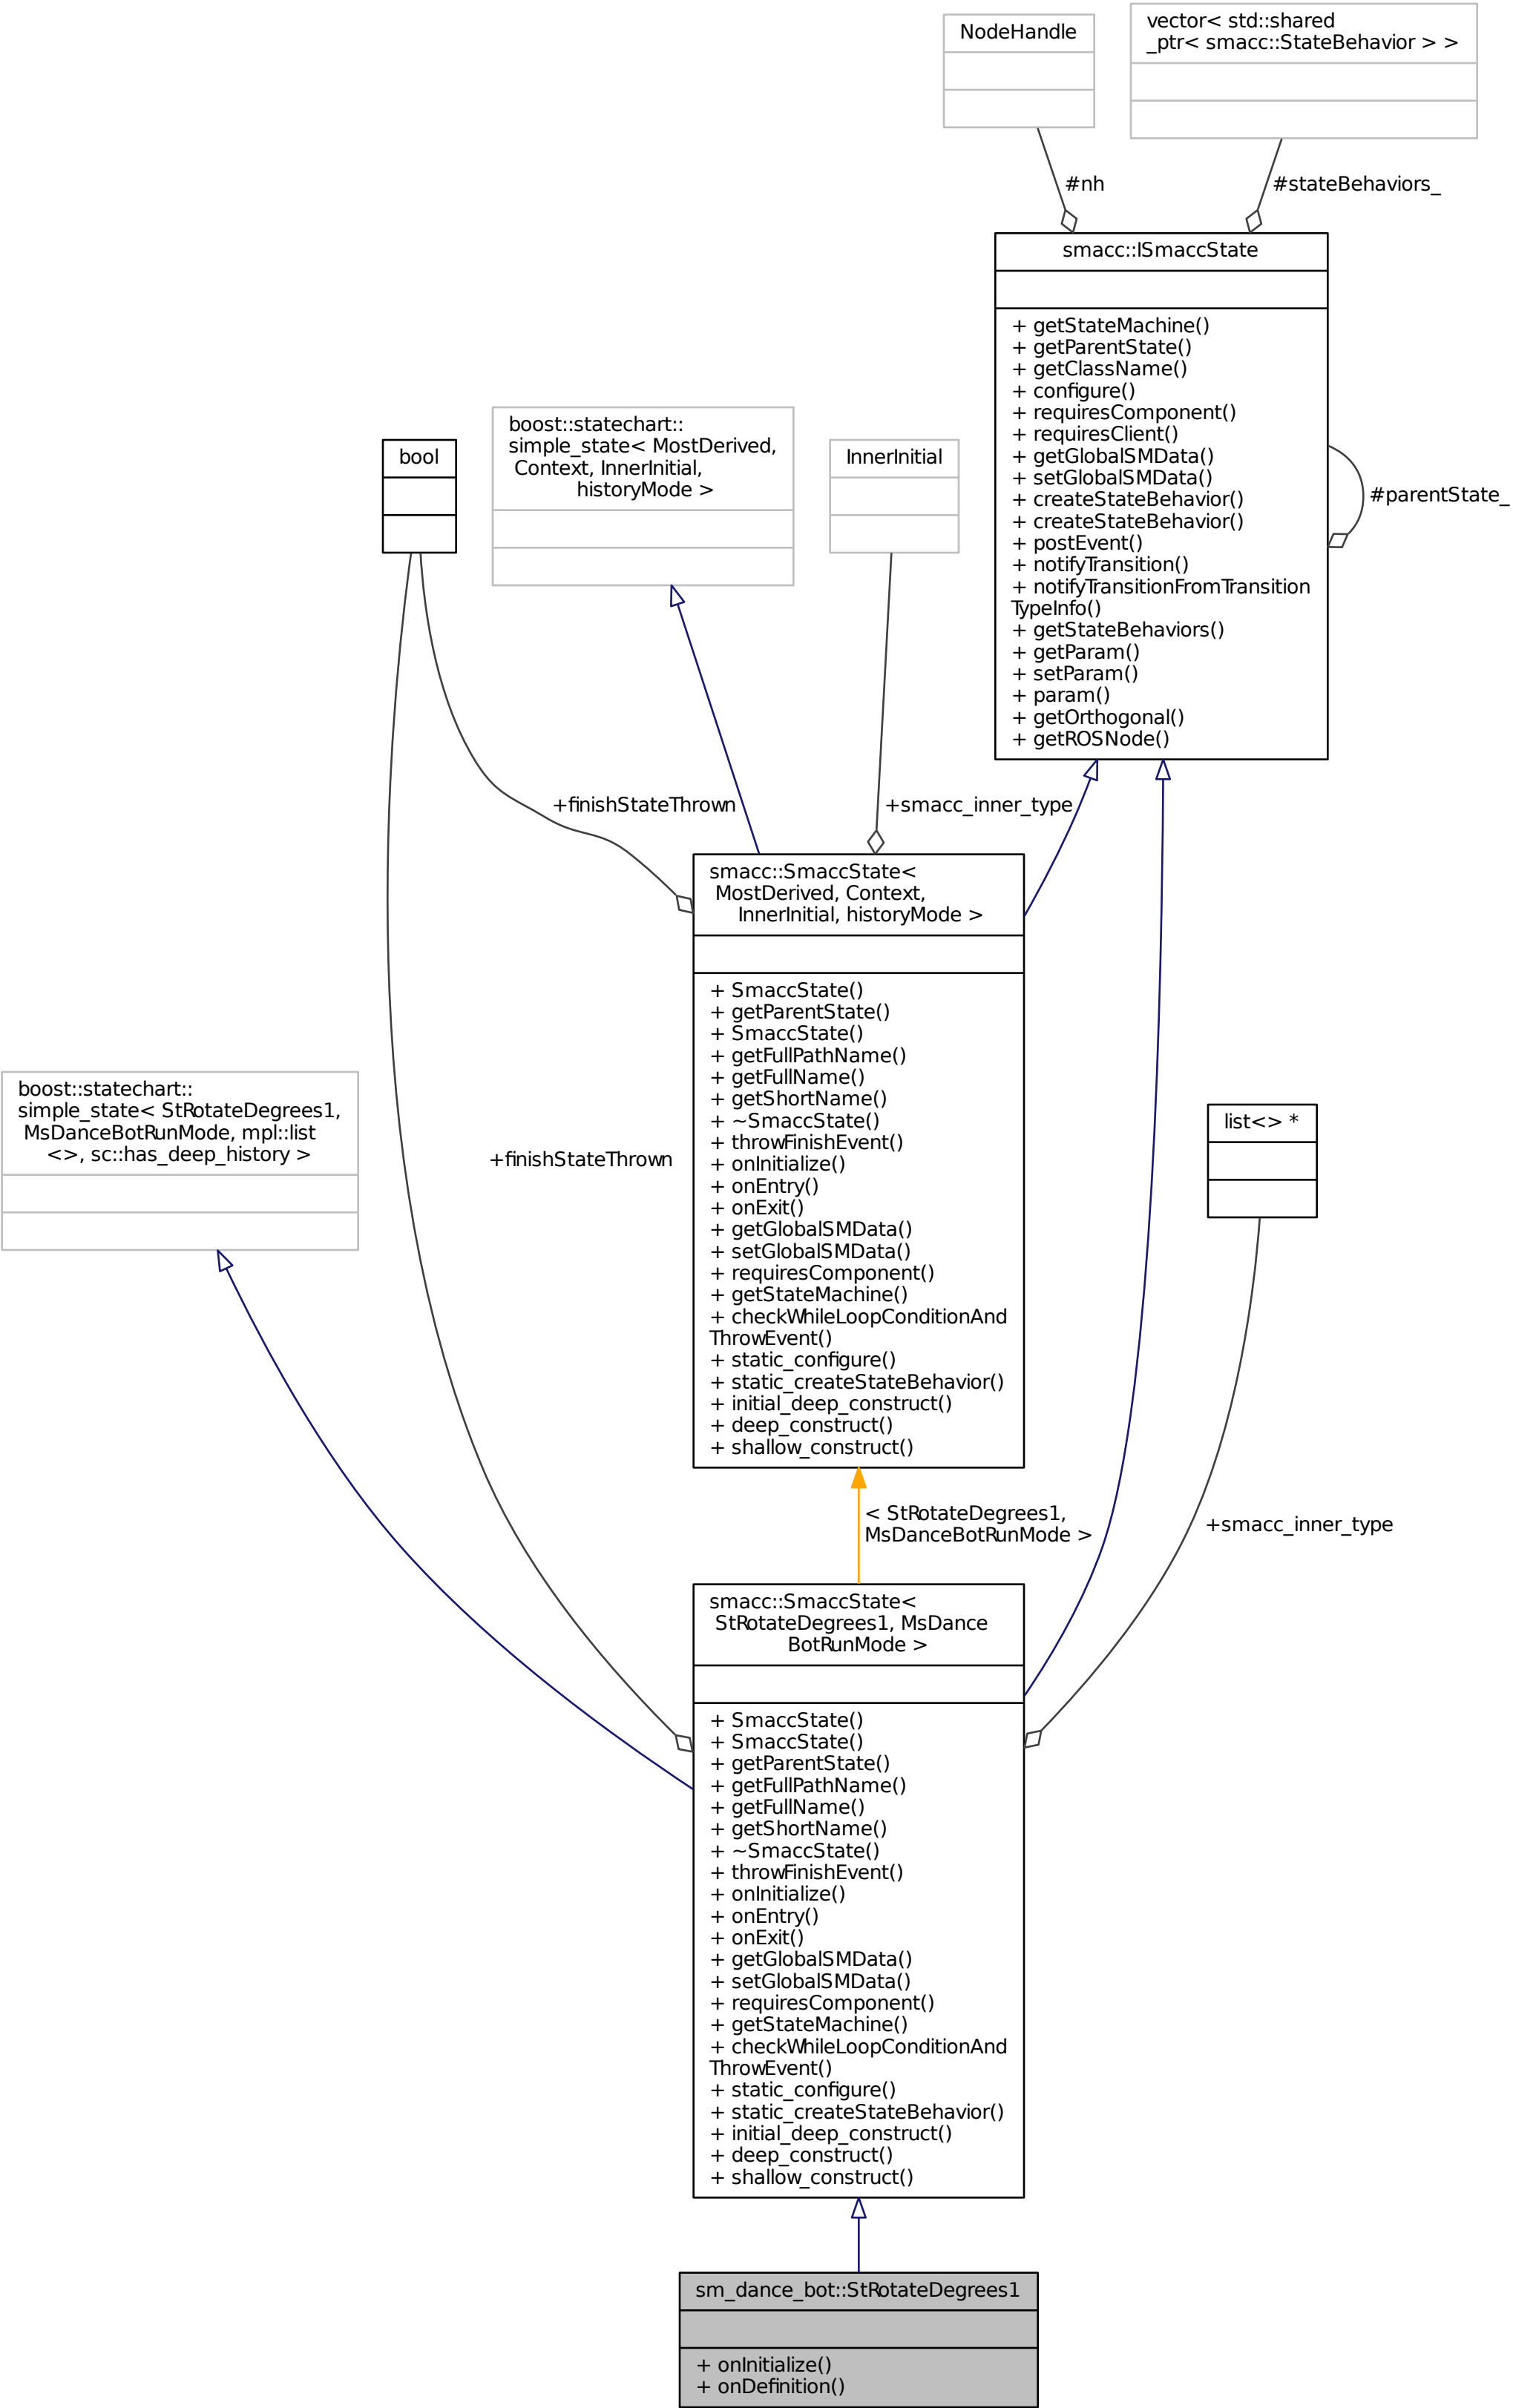 NodeHandle
vector< std::shared
_ptr< smacc::StateBehavior > >
#nh
#stateBehaviors_
smacc::ISmaccState
+ getStateMachine()
+ getParentState()
+ getClassName()
+ configure()
+ requiresComponent()
+ requiresClient()
+ getGlobalSMData()
+ setGlobalSMData()
+ createStateBehavior()
+ createStateBehavior()
+ postEvent()
+ notifyTransition()
+ notifyTransitionFromTransition
TypeInfo()
+ getStateBehaviors()
+ getParam()
+ setParam()
+ param()
+ getOrthogonal()
+ getROSNode()
#parentState_
boost::statechart::
simple_state< MostDerived,
Context, InnerInitial,
historyMode >
bool
InnerInitial
+finishStateThrown
+smacc_inner_type
smacc::SmaccState<
MostDerived, Context,
InnerInitial, historyMode >
+ SmaccState()
+ getParentState()
+ SmaccState()
+ getFullPathName()
+ getFullName()
+ getShortName()
+ ~SmaccState()
+ throwFinishEvent()
+ onInitialize()
+ onEntry()
+ onExit()
+ getGlobalSMData()
+ setGlobalSMData()
+ requiresComponent()
+ getStateMachine()
+ checkWhileLoopConditionAnd
ThrowEvent()
+ static_configure()
+ static_createStateBehavior()
+ initial_deep_construct()
+ deep_construct()
+ shallow_construct()
boost::statechart::
simple_state< StRotateDegrees1,
MsDanceBotRunMode, mpl::list
<>, sc::has_deep_history >
+finishStateThrown
list<> *
< StRotateDegrees1,
MsDanceBotRunMode >
+smacc_inner_type
smacc::SmaccState<
StRotateDegrees1, MsDance
BotRunMode >
+ SmaccState()
+ SmaccState()
+ getParentState()
+ getFullPathName()
+ getFullName()
+ getShortName()
+ ~SmaccState()
+ throwFinishEvent()
+ onInitialize()
+ onEntry()
+ onExit()
+ getGlobalSMData()
+ setGlobalSMData()
+ requiresComponent()
+ getStateMachine()
+ checkWhileLoopConditionAnd
ThrowEvent()
+ static_configure()
+ static_createStateBehavior()
+ initial_deep_construct()
+ deep_construct()
+ shallow_construct()
sm_dance_bot::StRotateDegrees1
+ onInitialize()
+ onDefinition()